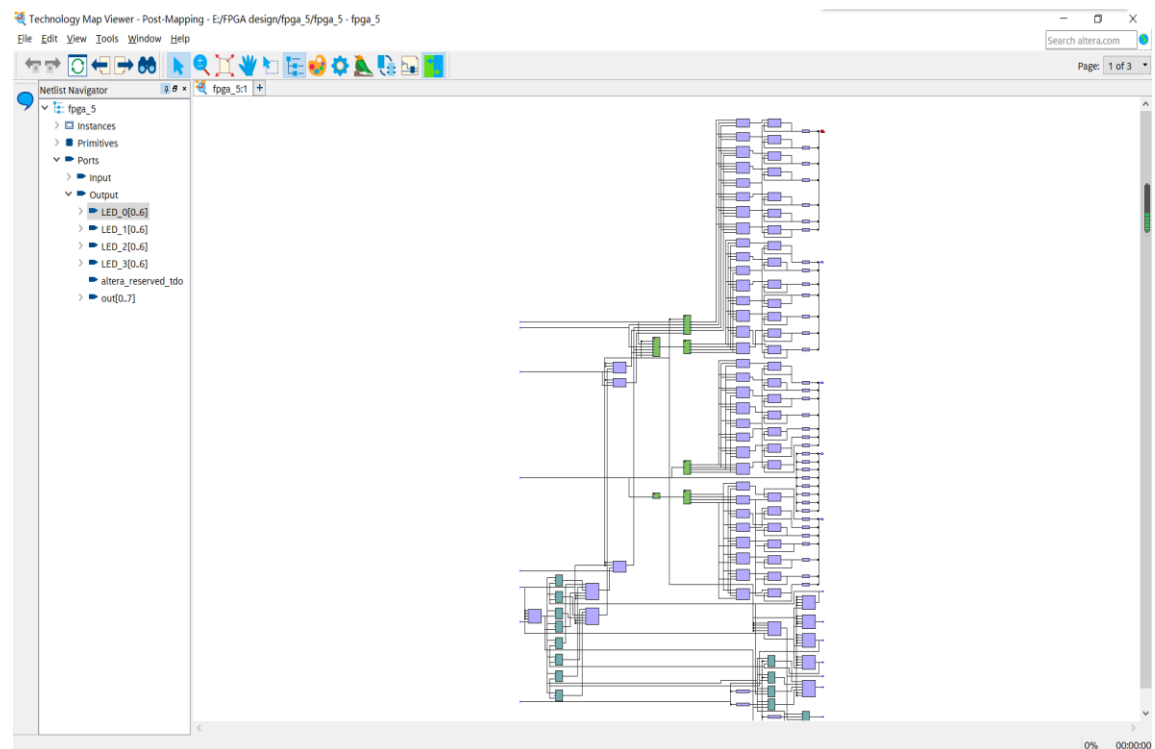 Technology Map Viewer - Post-Mapping - E:/FPGA design/fpga_5/fpga_5 - fpga_5
File Edit View Tools Window Help
Search altera.com
Page: 1 of 3
Netlist Navigator
fpga_5:1
fpga_5
Instances
Primitives
Ports
Input
Output
LED_0[0..6]
LED_1[0..6]
LED_2[0..6]
LED_3[0..6]
altera_reserved_tdo
out[0..7]
0% 00:00:00